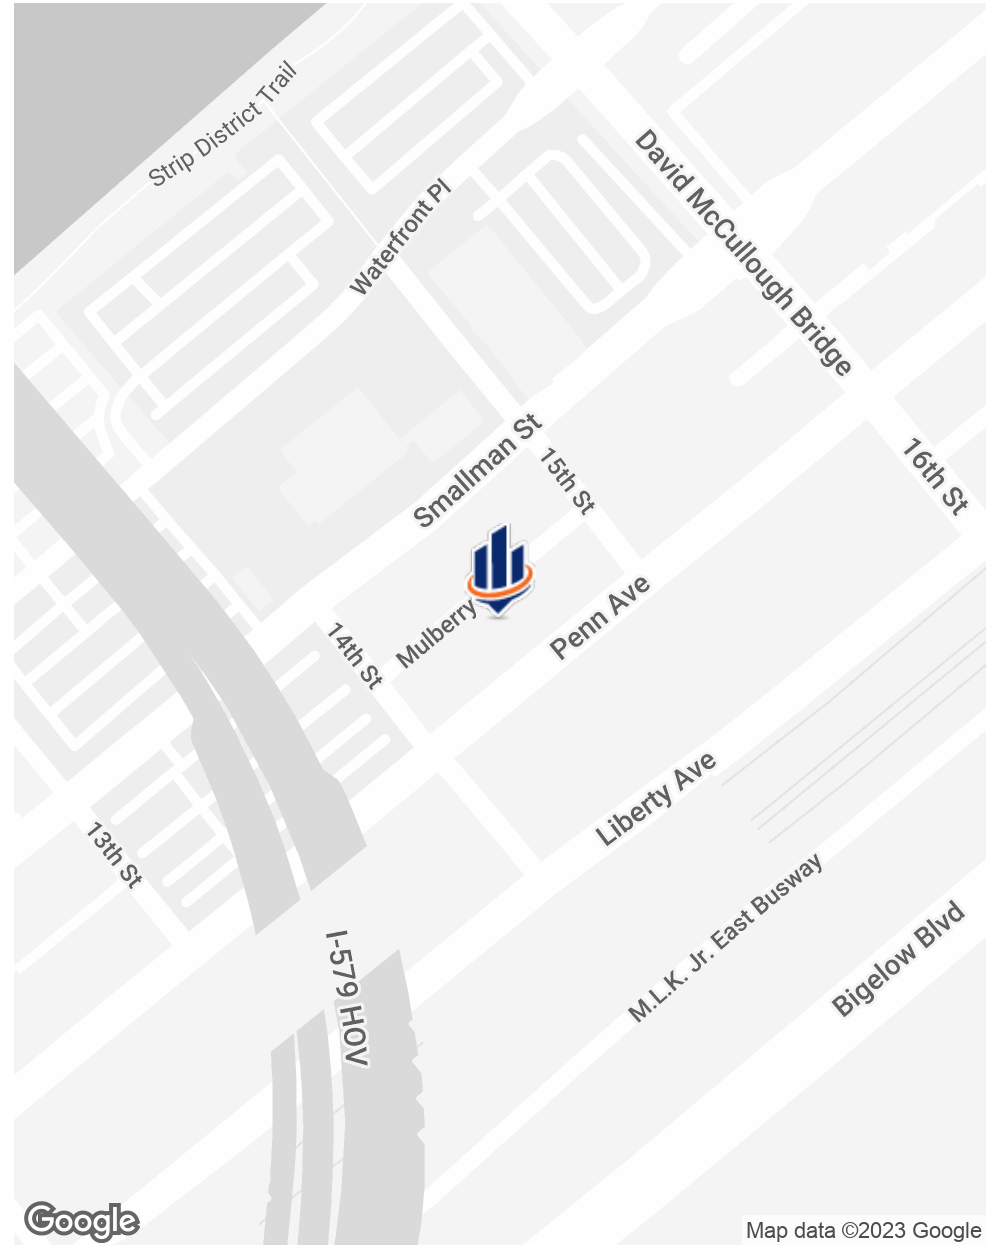 Strip District Trail
David McCullough Bridge
Waterfront Pl
Smallman St
15th St
16th St
Mulberry
Penn Ave
14th St
Liberty Ave
13th St
M.L.K. Jr. East Busway
Bigelow Blvd
I-579 HOV
Google
Map data ©2023 Google